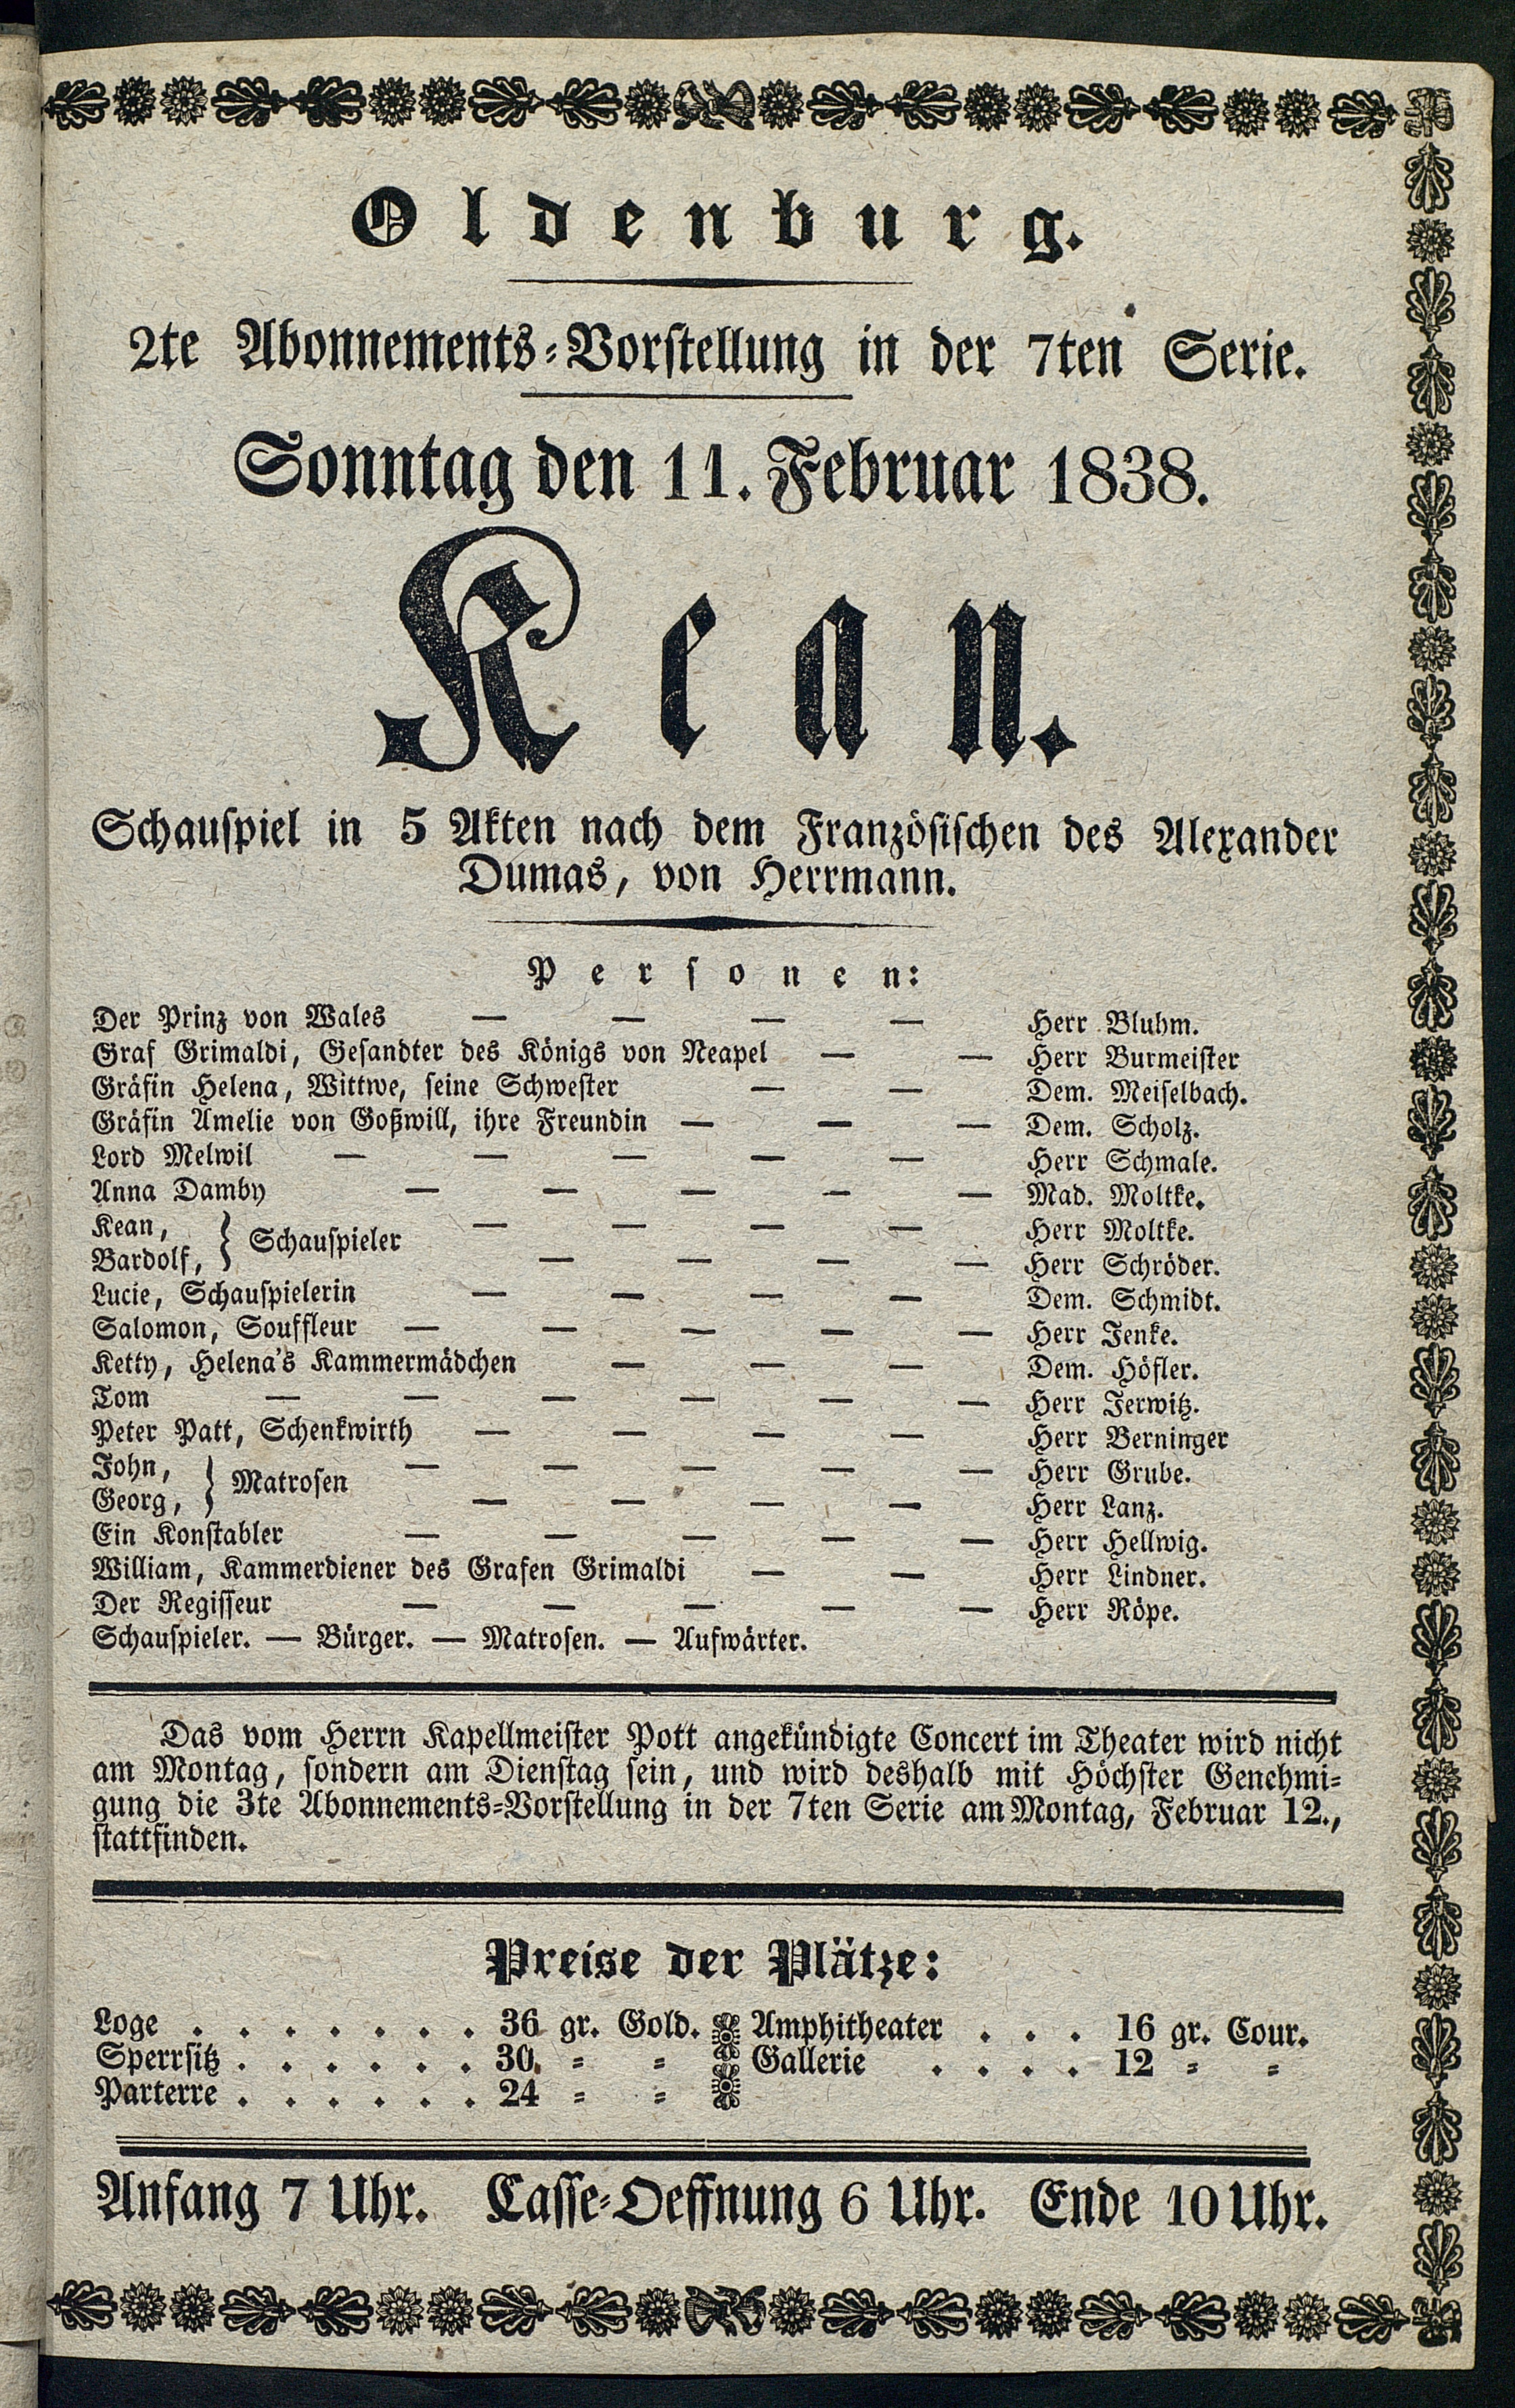 Oldenburg.
2te Abonnements-Vorstellung in der 7ten Serie.
Sonntag den 11. Februar 1838.
Kean.
Schauspiel in 5 Akten nach dem Französischen des Alexander
Dumas, von Herrmann.
Personen:
Der Prinz von Wales — — — — Herr Bluhm.
Graf Grimaldi, Gesandter des Königs von Neapel — — Herr Burmeister
Gräfin Helena, Wittwe, seine Schwester — — Dem. Meiselbach.
Gräfin Amelie von Goßwill, ihre Freundin — — — Dem. Scholz.
Lord Melwil — — — — — Herr Schmale.
Anna Damby — — — — — Mad. Moltke.
Kean, } Schauspieler — — — — Herr Moltke.
Bardolf, — — — — Herr Schröder.
Lucie, Schauspielerin — — — — Dem. Schmidt.
Salomon, Souffleur — — — — — Herr Jenke.
Ketty, Helena's Kammermädchen — — — Dem. Höfler.
Tom — — — — — — Herr Jerwitz.
Peter Patt, Schenkwirth — — — — Herr Berninger
John, } Matrosen — — — — — Herr Grube.
Georg, — — — — Herr Lanz.
Ein Konstabler — — — — — Herr Hellwig.
William, Kammerdiener des Grafen Grimaldi — — Herr Lindner.
Der Regisseur — — — — — Herr Röpe.
Schauspieler. — Bürger. — Matrosen. — Aufwärter.
Das vom Herrn Kapellmeister Pott angekündigte Concert im Theater wird nicht
am Montag, sondern am Dienstag sein, und wird deshalb mit Höchster Genehmi-
gung die 3te Abonnements-Vorstellung in der 7ten Serie am Montag, Februar 12.,
stattfinden.
Preise der Plätze:
Loge . . . . . . . 36 gr. Gold. Amphitheater . . . 16 gr. Cour.
Sperrsitz . . . . . . 30. = = Gallerie . . . . 12 = =
Parterre . . . . . . 24 = =
Anfang 7 Uhr. Casse-Oeffnung 6 Uhr. Ende 10 Uhr.